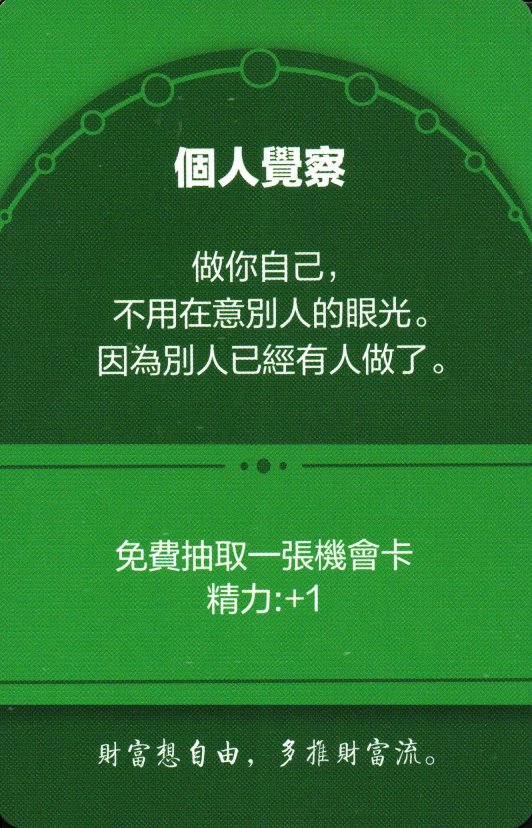 個人覺察
做你自己，
不用在意別人的眼光。
因為別人已經有人做了。
免費抽取一張機會卡
精力:+1
財富想自由，多推財富流。